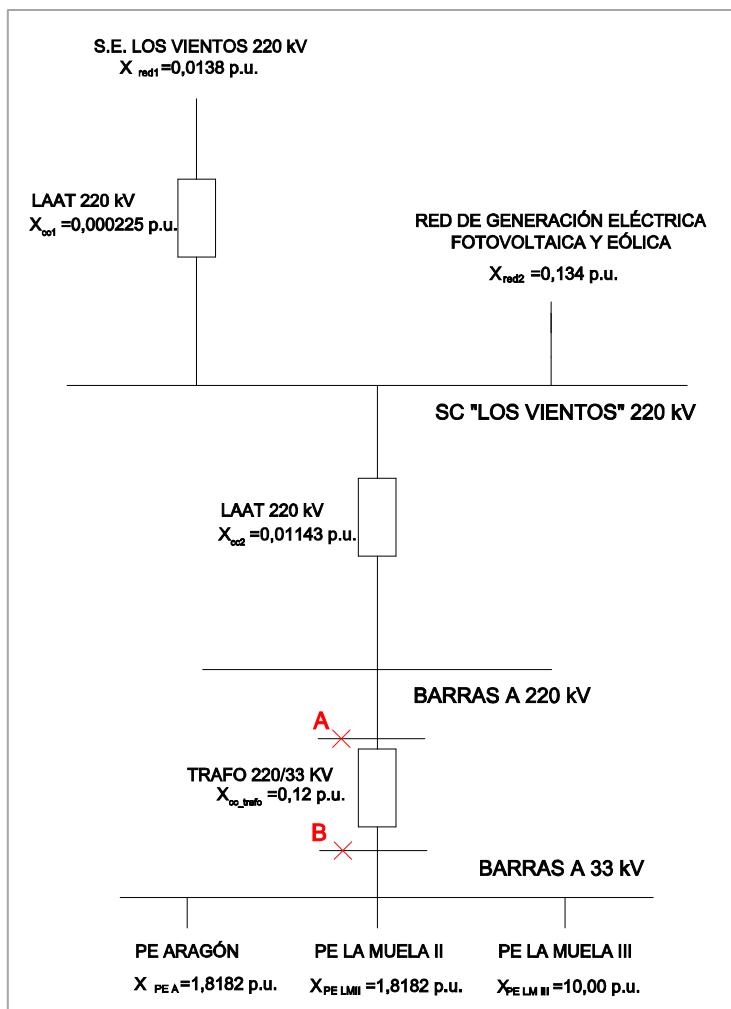 S.E. LOS VIENTOS 220 kV
X red1 =0,0138 p.u.
LAAT 220 kV
Xcc1 =0,000225 p.u.
RED DE GENERACIÓN ELÉCTRICA
FOTOVOLTAICA Y EÓLICA
Xred2 =0,134 p.u.
SC "LOS VIENTOS" 220 kV
LAAT 220 kV
Xcc2 =0,01143 p.u.
BARRAS A 220 kV
A
TRAFO 220/33 KV
Xcc_trafo =0,12 p.u.
B
BARRAS A 33 kV
PE ARAGÓN
X PE A =1,8182 p.u.
PE LA MUELA II
XPE LMII =1,8182 p.u.
PE LA MUELA III
XPE LM III =10,00 p.u.